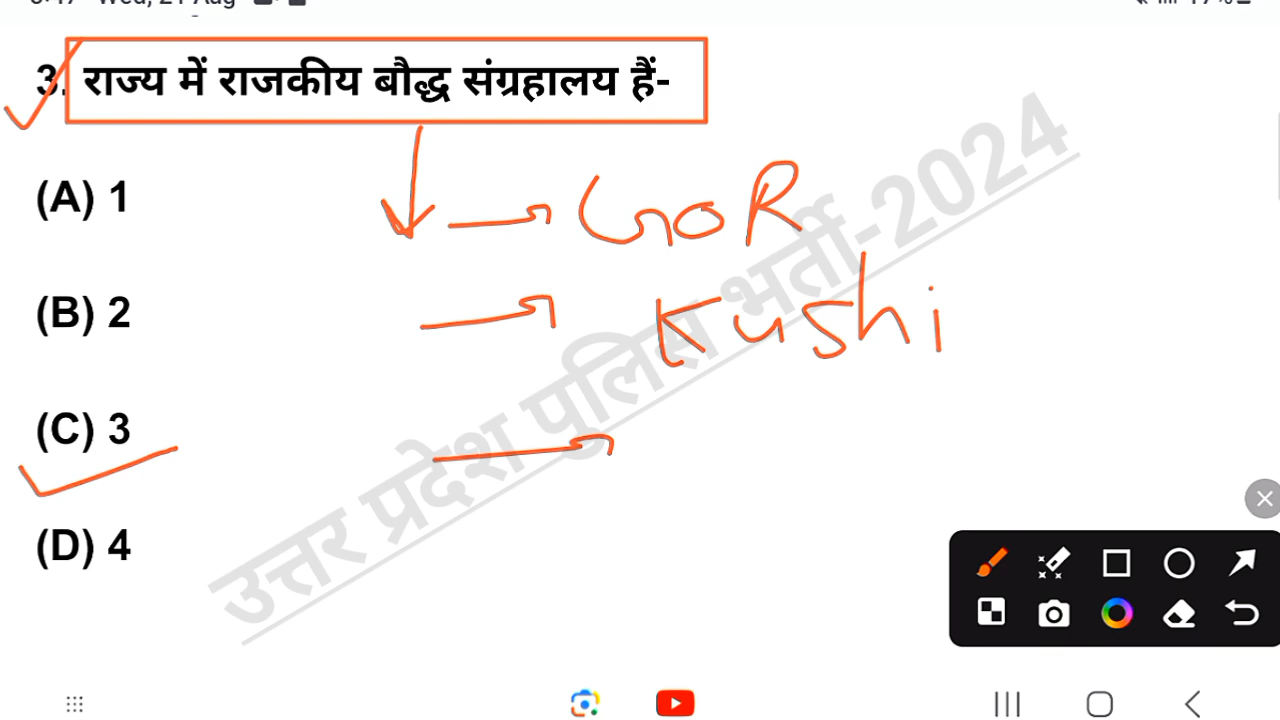 3. राज्य में राजकीय बौद्ध संग्रहालय हैं-
(A) 1
GOR
(B) 2
Kushi
(C) 3
(D) 4
उत्तर प्रदेश पुलिस भर्ती-2024